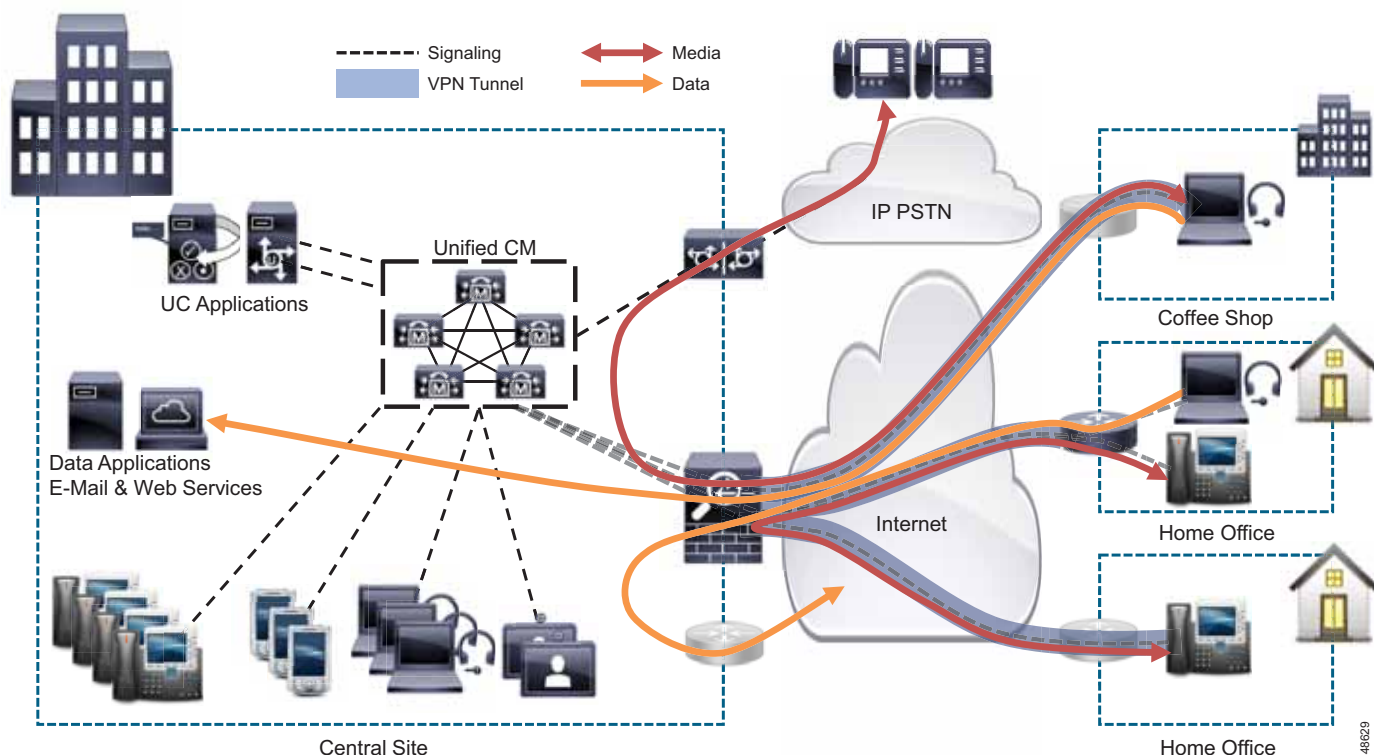 Signaling
Media
VPN Tunnel
Data
IP PSTN
Unified CM
UC Applications
Coffee Shop
Data Applications
E-Mail & Web Services
Internet
Home Office
Central Site
Home Office
48629